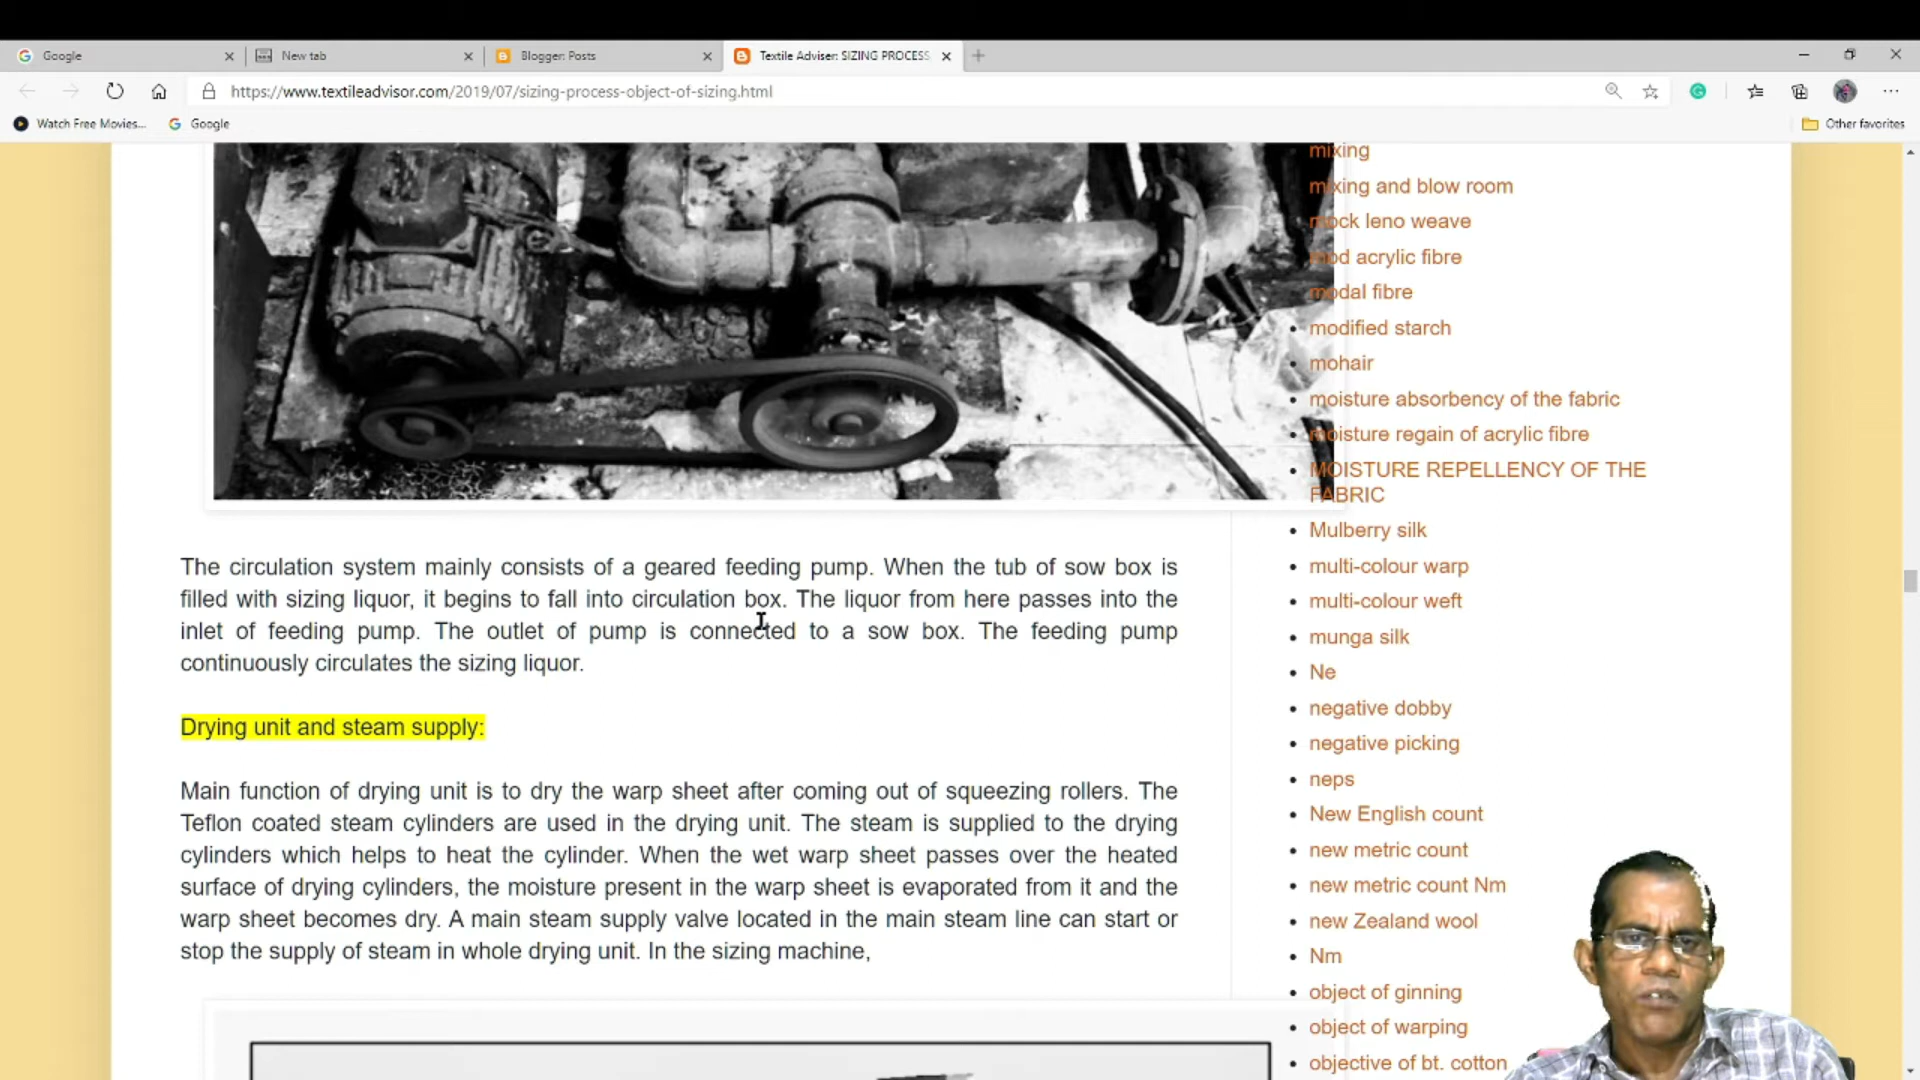 Google
New tab
Blogger: Posts
Textile Adviser: SIZING PROCESS,
https://www.textileadvisor.com/2019/07/sizing-process-object-of-sizing.html
Watch Free Movies...
Google
Other favorites
The circulation system mainly consists of a geared feeding pump. When the tub of sow box is
filled with sizing liquor, it begins to fall into circulation box. The liquor from here passes into the
inlet of feeding pump. The outlet of pump is connected to a sow box. The feeding pump
continuously circulates the sizing liquor.
Drying unit and steam supply:
Main function of drying unit is to dry the warp sheet after coming out of squeezing rollers. The
Teflon coated steam cylinders are used in the drying unit. The steam is supplied to the drying
cylinders which helps to heat the cylinder. When the wet warp sheet passes over the heated
surface of drying cylinders, the moisture present in the warp sheet is evaporated from it and the
warp sheet becomes dry. A main steam supply valve located in the main steam line can start or
stop the supply of steam in whole drying unit. In the sizing machine,
mixing
mixing and blow room
mock leno weave
mod acrylic fibre
modal fibre
modified starch
mohair
moisture absorbency of the fabric
moisture regain of acrylic fibre
MOISTURE REPELLENCY OF THE
FABRIC
Mulberry silk
multi-colour warp
multi-colour weft
munga silk
Ne
negative dobby
negative picking
neps
New English count
new metric count
new metric count Nm
new Zealand wool
Nm
object of ginning
object of warping
objective of bt. cotton